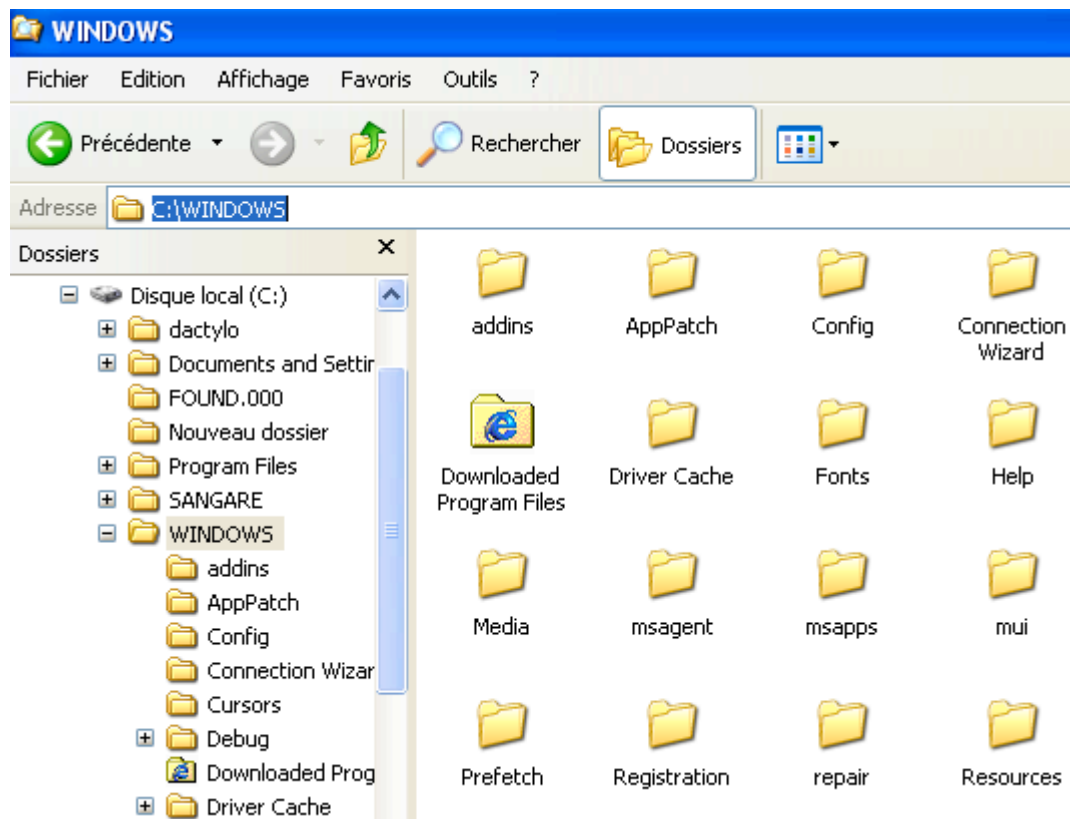 WINDOWS
Fichier Edition Affichage Favoris Outils ?
Précédente Rechercher Dossiers
Adresse C:\WINDOWS
Dossiers
Disque local (C:)
dactylo
Documents and Settir
FOUND.000
Nouveau dossier
Program Files
SANGARE
WINDOWS
addins
AppPatch
Config
Connection Wizar
Cursors
Debug
Downloaded Prog
Driver Cache
addins AppPatch Config Connection
Wizard
Downloaded Driver Cache Fonts Help
Program Files
Media msagent msapps mui
Prefetch Registration repair Resources